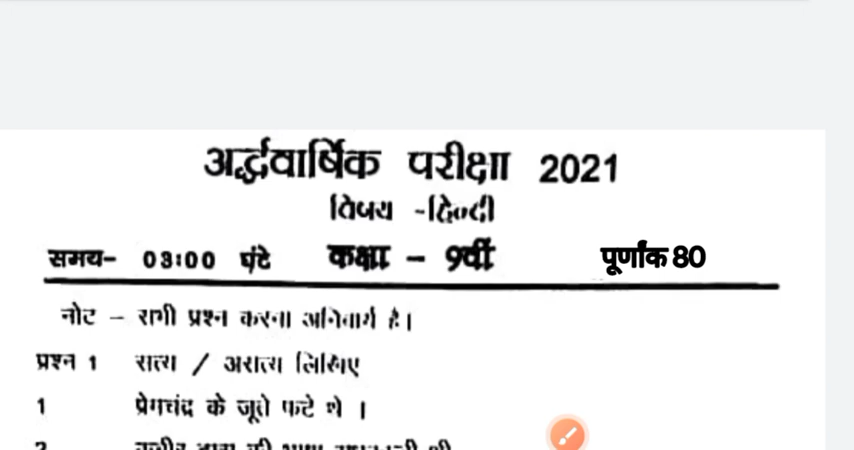 अर्द्धवार्षिक परीक्षा 2021
विषय -हिन्दी
समय- 03:00 घंटे कक्षा - 9वीं पूर्णांक 80
नोट - सभी प्रश्न करना अनिवार्य है।
प्रश्न 1 सत्य / असत्य लिखिए
1 प्रेमचंद्र के जूते फटे थे ।
2